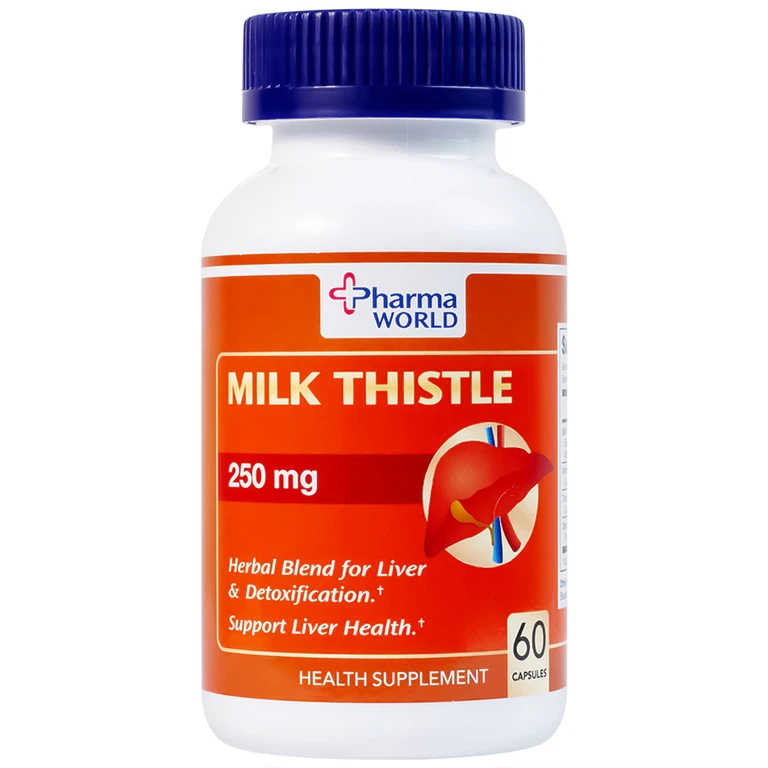 Pharma
WORLD
MILK THISTLE
250 mg
Herbal Blend for Liver
& Detoxification.†
Support Liver Health.†
60
CAPSULES
HEALTH SUPPLEMENT